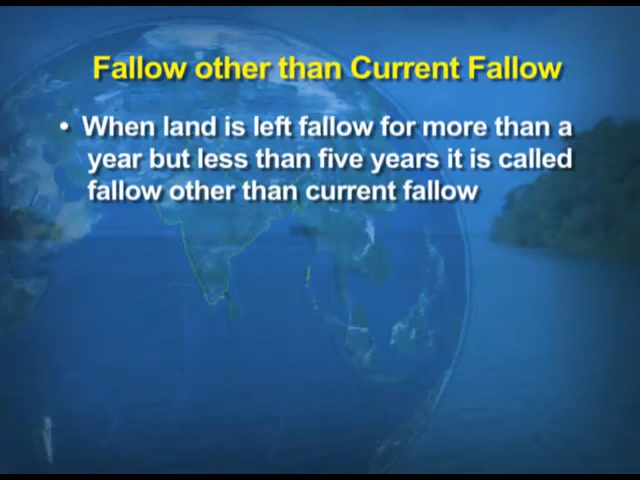 Fallow other than Current Fallow
• When land is left fallow for more than a
year but less than five years it is called
fallow other than current fallow